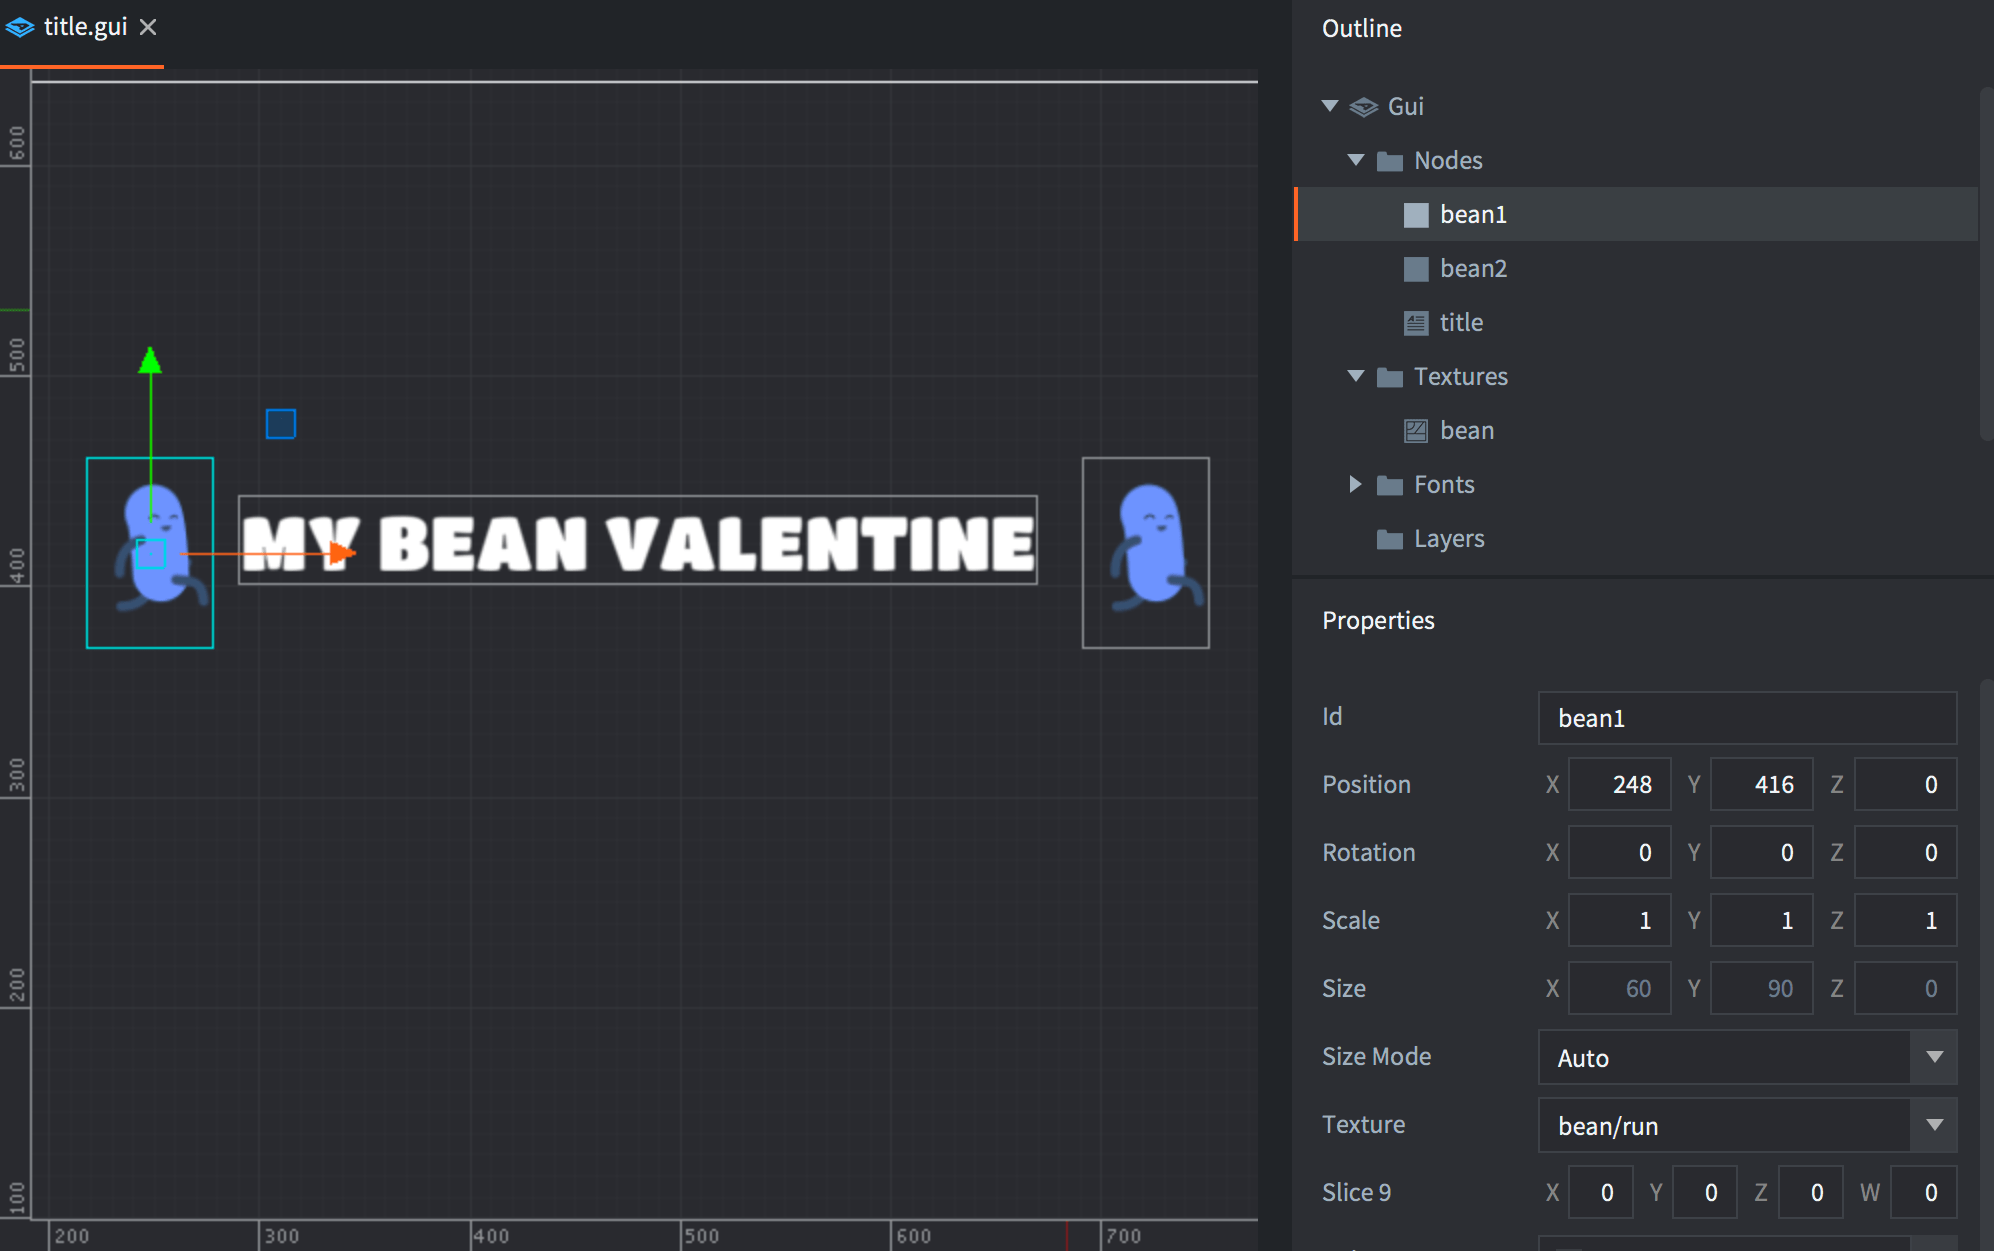 title.gui
600
500
400
300
200
100
200 300 400 500 600 700
MY BEAN VALENTINE
Outline
Gui
Nodes
bean1
bean2
title
Textures
bean
Fonts
Layers
Properties
Id bean1
Position X 248 Y 416 Z 0
Rotation X 0 Y 0 Z 0
Scale X 1 Y 1 Z 1
Size X 60 Y 90 Z 0
Size Mode Auto
Texture bean/run
Slice 9 X 0 Y 0 Z 0 W 0